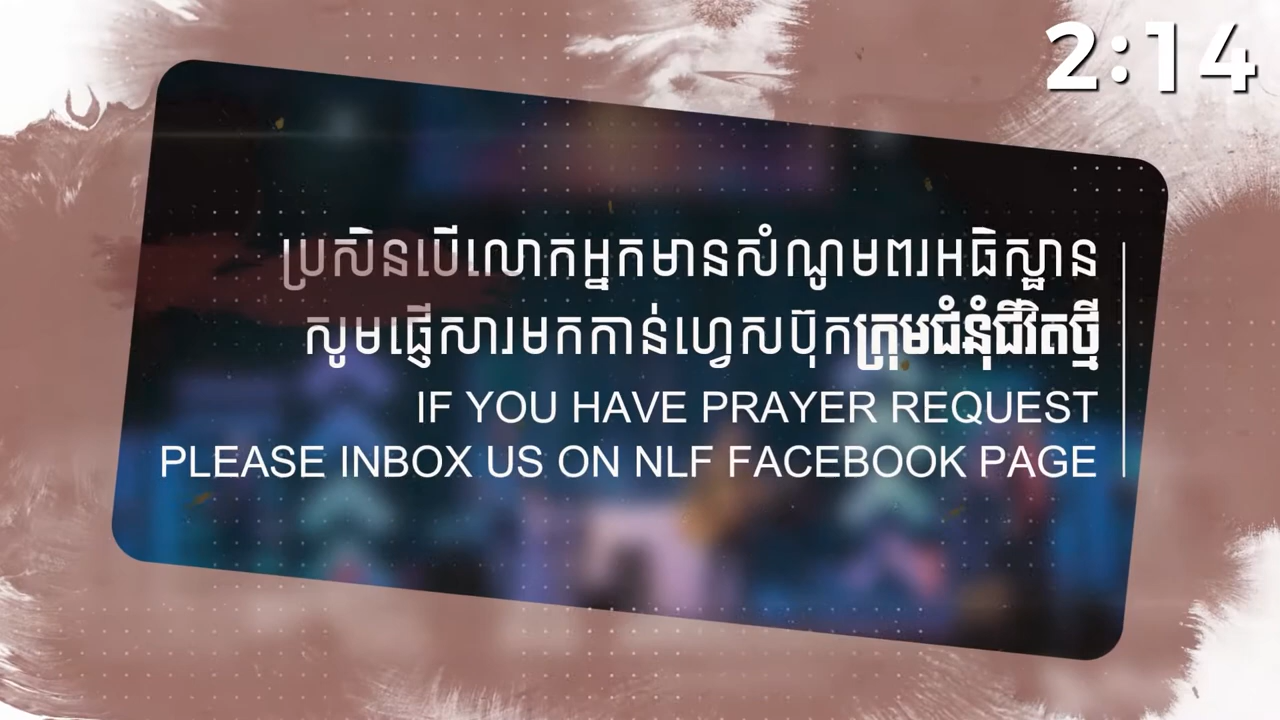 2:14
ប្រសិនបើលោកអ្នកមានសំណូមពរអធិស្ឋាន
សូមផ្ញើសារមកកាន់ហ្វេសប៊ុកក្រុមជំនុំជីវិតថ្មី
IF YOU HAVE PRAYER REQUEST
PLEASE INBOX US ON NLF FACEBOOK PAGE